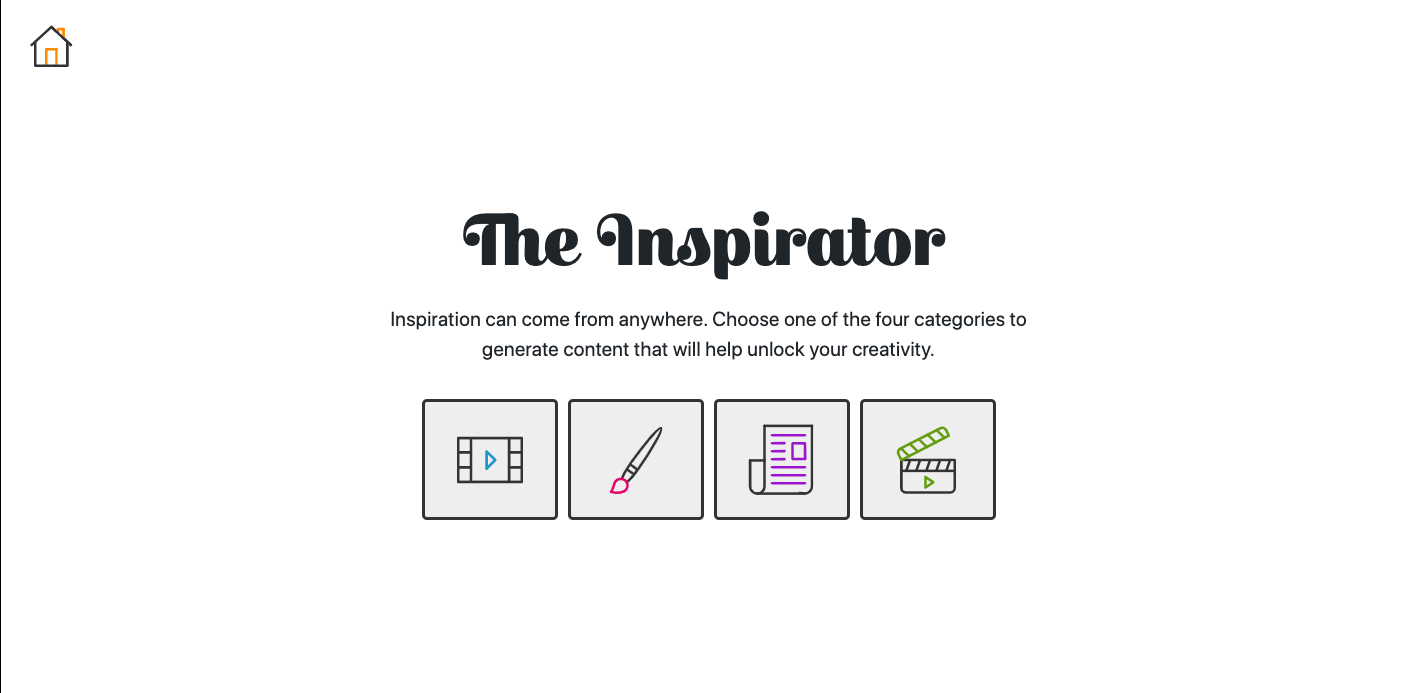 The Inspirator
Inspiration can come from anywhere. Choose one of the four categories to
generate content that will help unlock your creativity.